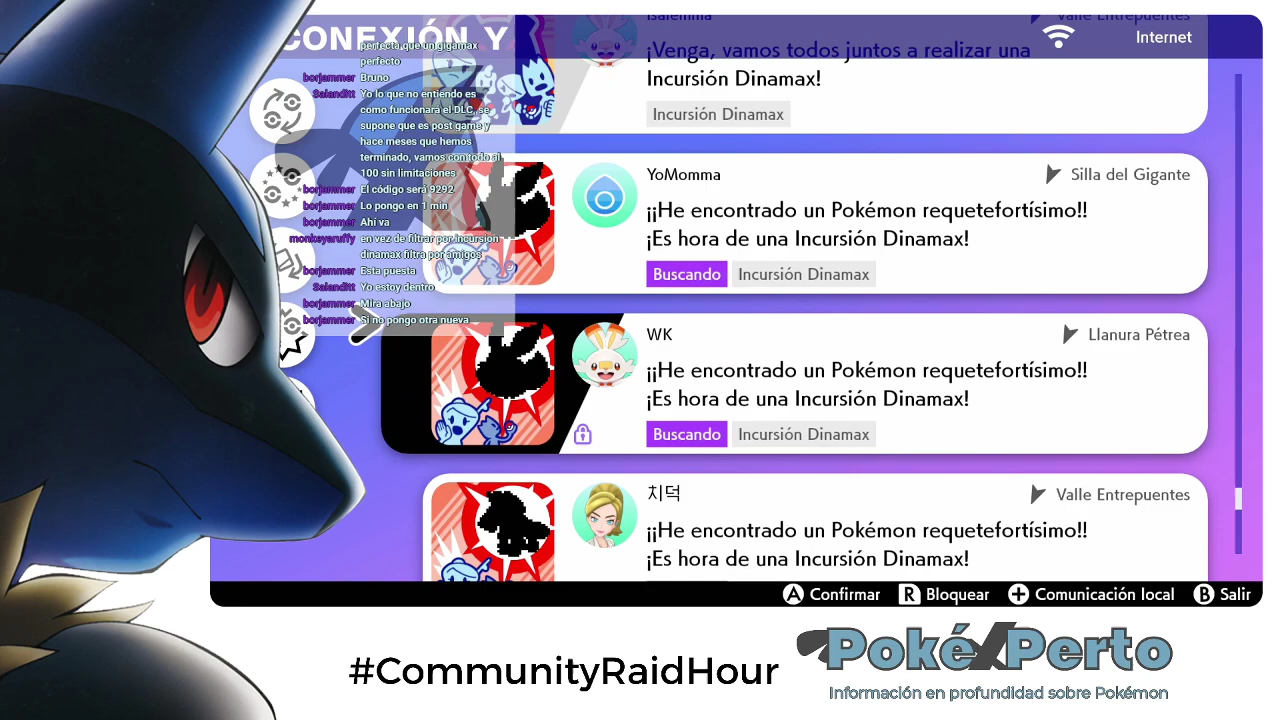 CONEXIÓN Y
Internet
perfecta que un gigamax
perfecto
borjammer Bruno
Salanditt Yo lo que no entiendo es
como funcionará el DLC, se
supone que es post game y
hace meses que hemos
terminado, vamos con todo al
100 sin limitaciones
borjammer El código será 9292
borjammer Lo pongo en 1 min
borjammer Ahí va
monkeyaruffy en vez de filtrar por incursion
dinamax filtra por amigos
borjammer Esta puesta
Salanditt Yo estoy dentro,
borjammer Mira abajo
borjammer Si no pongo otra nueva
Isalemma
Valle Entrepuentes
¡Venga, vamos todos juntos a realizar una
Incursión Dinamax!
Incursión Dinamax
YoMomma
Silla del Gigante
¡¡He encontrado un Pokémon requetefortísimo!!
¡Es hora de una Incursión Dinamax!
Buscando Incursión Dinamax
WK
Llanura Pétrea
¡¡He encontrado un Pokémon requetefortísimo!!
¡Es hora de una Incursión Dinamax!
Buscando Incursión Dinamax
치덕
Valle Entrepuentes
¡¡He encontrado un Pokémon requetefortísimo!!
¡Es hora de una Incursión Dinamax!
A Confirmar R Bloquear + Comunicación local B Salir
#CommunityRaidHour
PokéXPerto
Información en profundidad sobre Pokémon